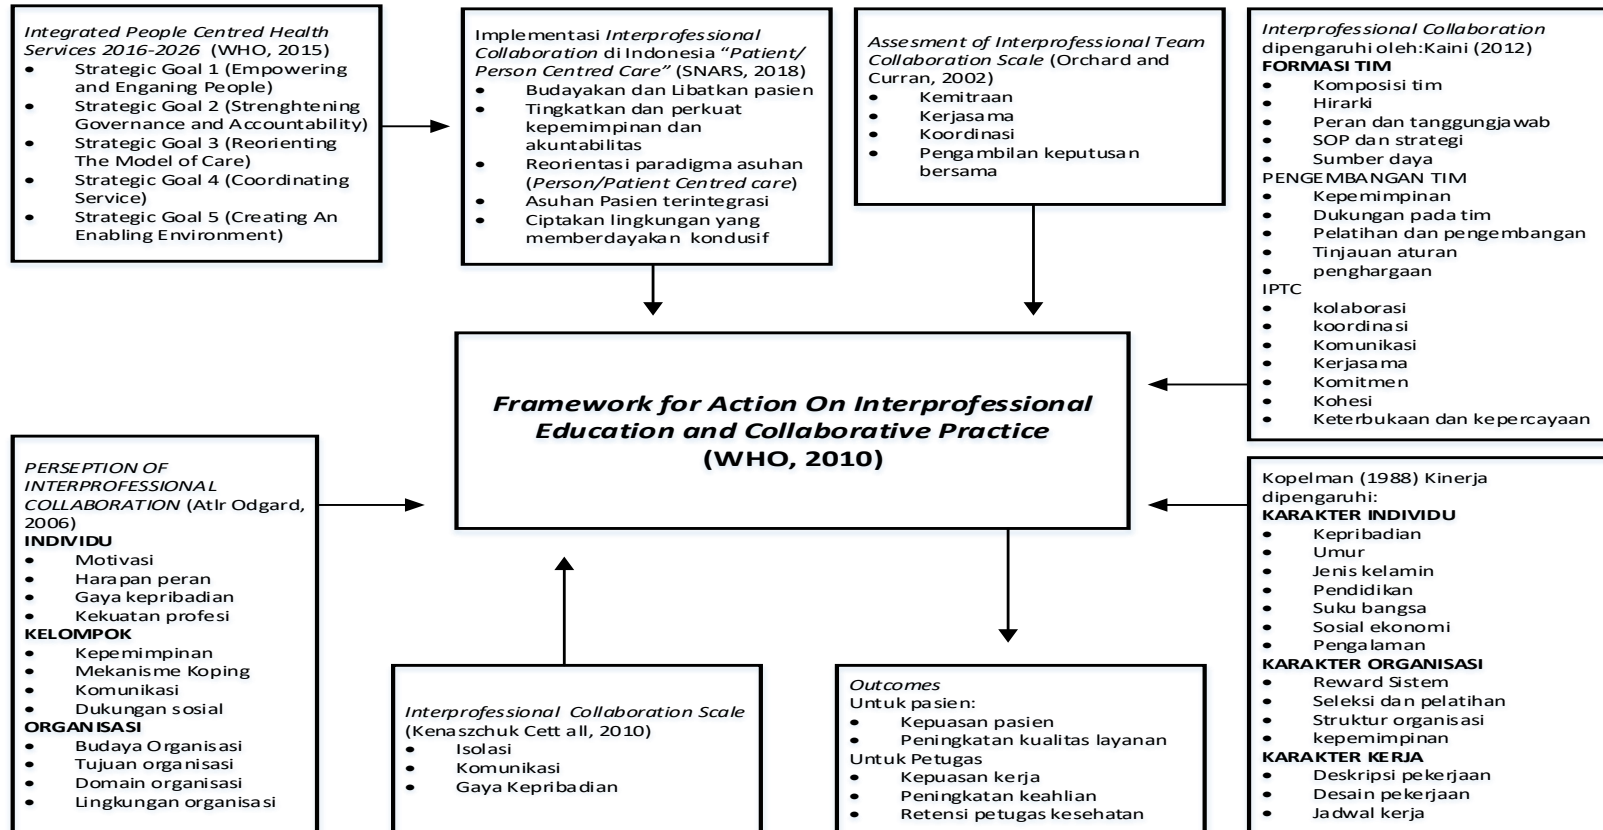 Integrated People Centred Health
Services 2016-2026 (WHO, 2015)
• Strategic Goal 1 (Empowering
and Enganing People)
• Strategic Goal 2 (Strenghtening
Governance and Accountability)
• Strategic Goal 3 (Reorienting
The Model of Care)
• Strategic Goal 4 (Coordinating
Service)
• Strategic Goal 5 (Creating An
Enabling Environment)
Implementasi Interprofessional
Collaboration di Indonesia "Patient/
Person Centred Care" (SNARS, 2018)
• Budayakan dan Libatkan pasien
• Tingkatkan dan perkuat
kepemimpinan dan
akuntabilitas
• Reorientasi paradigma asuhan
(Person/Patient Centred care)
• Asuhan Pasien terintegrasi
• Ciptakan lingkungan yang
memberdayakan kondusif
Assesment of Interprofessional Team
Collaboration Scale (Orchard and
Curran, 2002)
• Kemitraan
• Kerjasama
• Koordinasi
• Pengambilan keputusan
bersama
Interprofessional Collaboration
dipengaruhi oleh:Kaini (2012)
FORMASI TIM
• Komposisi tim
• Hirarki
• Peran dan tanggungjawab
• SOP dan strategi
• Sumber daya
PENGEMBANGAN TIM
• Kepemimpinan
• Dukungan pada tim
• Pelatihan dan pengembangan
• Tinjauan aturan
• penghargaan
IPTC
• kolaborasi
• koordinasi
• Komunikasi
• Kerjasama
• Komitmen
• Kohesi
• Keterbukaan dan kepercayaan
Framework for Action On Interprofessional
Education and Collaborative Practice
(WHO, 2010)
PERSEPTION OF
INTERPROFESSIONAL
COLLABORATION (Atlr Odgard,
2006)
INDIVIDU
• Motivasi
• Harapan peran
• Gaya kepribadian
• Kekuatan profesi
KELOMPOK
• Kepemimpinan
• Mekanisme Koping
• Komunikasi
• Dukungan sosial
ORGANISASI
• Budaya Organisasi
• Tujuan organisasi
• Domain organisasi
• Lingkungan organisasi
Interprofessional Collaboration Scale
(Kenaszchuk Cett all, 2010)
• Isolasi
• Komunikasi
• Gaya Kepribadian
Outcomes
Untuk pasien:
• Kepuasan pasien
• Peningkatan kualitas layanan
Untuk Petugas
• Kepuasan kerja
• Peningkatan keahlian
• Retensi petugas kesehatan
Kopelman (1988) Kinerja
dipengaruhi:
KARAKTER INDIVIDU
• Kepribadian
• Umur
• Jenis kelamin
• Pendidikan
• Suku bangsa
• Sosial ekonomi
• Pengalaman
KARAKTER ORGANISASI
• Reward Sistem
• Seleksi dan pelatihan
• Struktur organisasi
• kepemimpinan
KARAKTER KERJA
• Deskripsi pekerjaan
• Desain pekerjaan
• Jadwal kerja